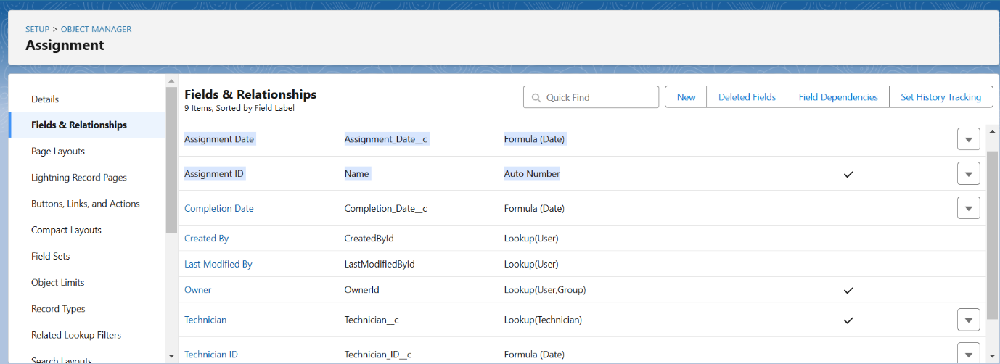 SETUP > OBJECT MANAGER
Assignment
Details
Fields & Relationships
Page Layouts
Lightning Record Pages
Buttons, Links, and Actions
Compact Layouts
Field Sets
Object Limits
Record Types
Related Lookup Filters
Search Layouts
Fields & Relationships
9 Items, Sorted by Field Label
Quick Find
New
Deleted Fields
Field Dependencies
Set History Tracking
Assignment Date Assignment_Date__c Formula (Date)
Assignment ID Name Auto Number
Completion Date Completion_Date__c Formula (Date)
Created By CreatedById Lookup(User)
Last Modified By LastModifiedById Lookup(User)
Owner OwnerId Lookup(User,Group)
Technician Technician__c Lookup(Technician)
Technician ID Technician_ID__c Formula (Date)